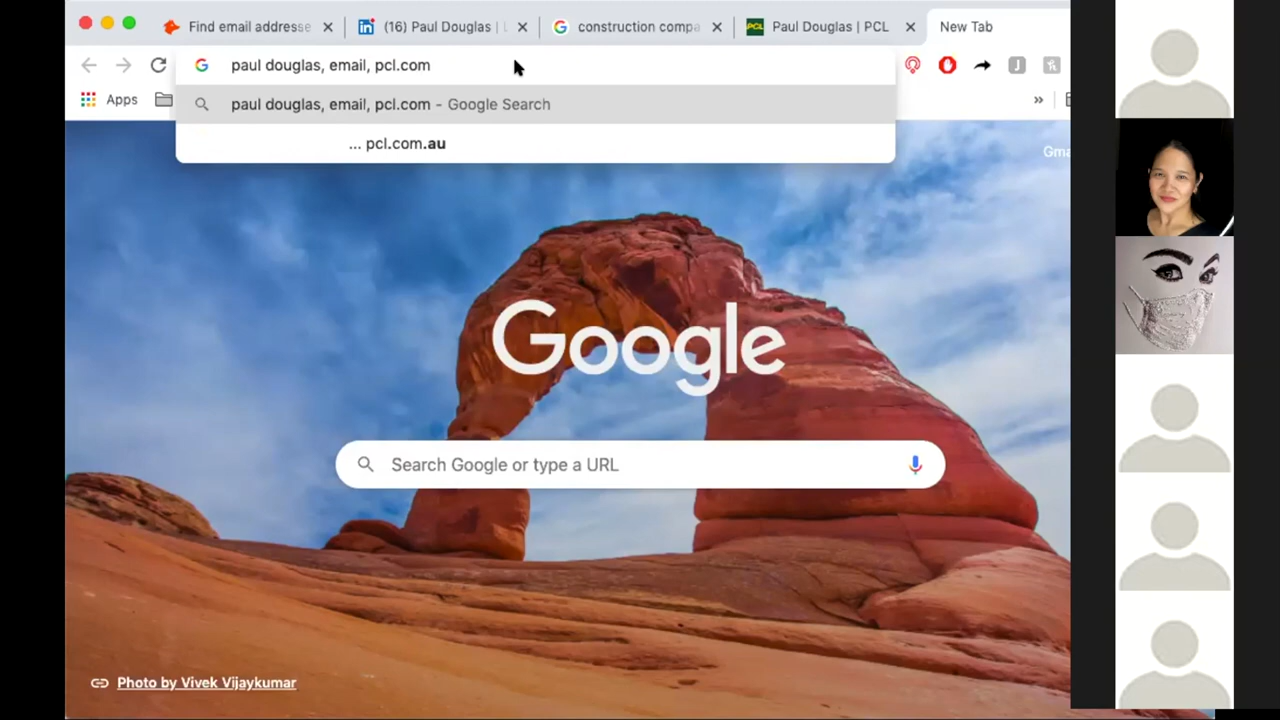 Find email addresse
(16) Paul Douglas | L
construction compa
PCL
Paul Douglas | PCL
New Tab
paul douglas, email, pcl.com
Apps
paul douglas, email, pcl.com - Google Search
... pcl.com.au
Gma
Google
Search Google or type a URL
Photo by Vivek Vijaykumar